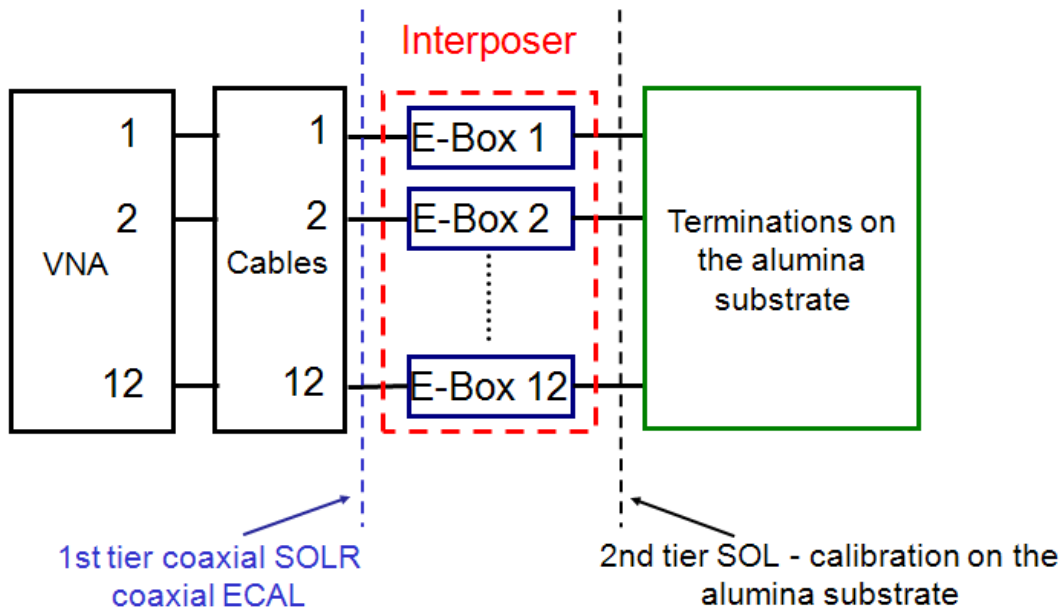 Interposer
1
1
E-Box 1
2
2
E-Box 2
VNA
Cables
Terminations on
the alumina
substrate
12
12
E-Box 12
1st tier coaxial SOLR
coaxial ECAL
2nd tier SOL - calibration on the
alumina substrate